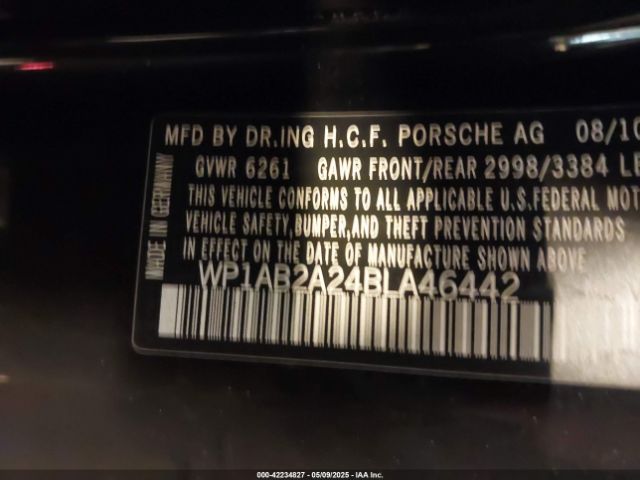 MFD BY DR.ING H.C.F. PORSCHE AG 08/10
GVWR 6261 GAWR FRONT/REAR 2998/3384 LB
THIS VEHICLE CONFORMS TO ALL APPLICABLE U.S.FEDERAL MOT
VEHICLE SAFETY,BUMPER,AND THEFT PREVENTION STANDARDS
IN EFFECT ON THE DATE OF MANUFACTURE SHOWN ABOVE
WP1AB2A24BLA46442
MADE IN GERMANY
000-42234827 - 05/09/2025 - IAA Inc.